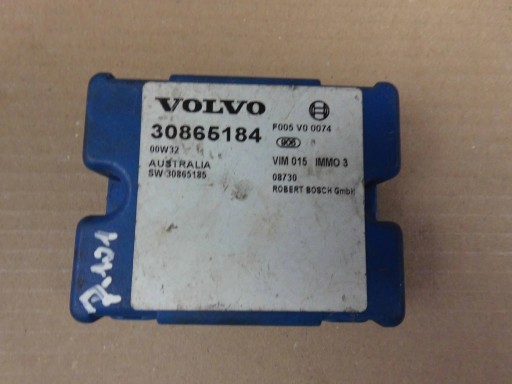 VOLVO
30865184
00W32
AUSTRALIA
SW 30865185
F005 V0 0074
VIM 015 IMMO 3
08730
ROBERT BOSCH GmbH